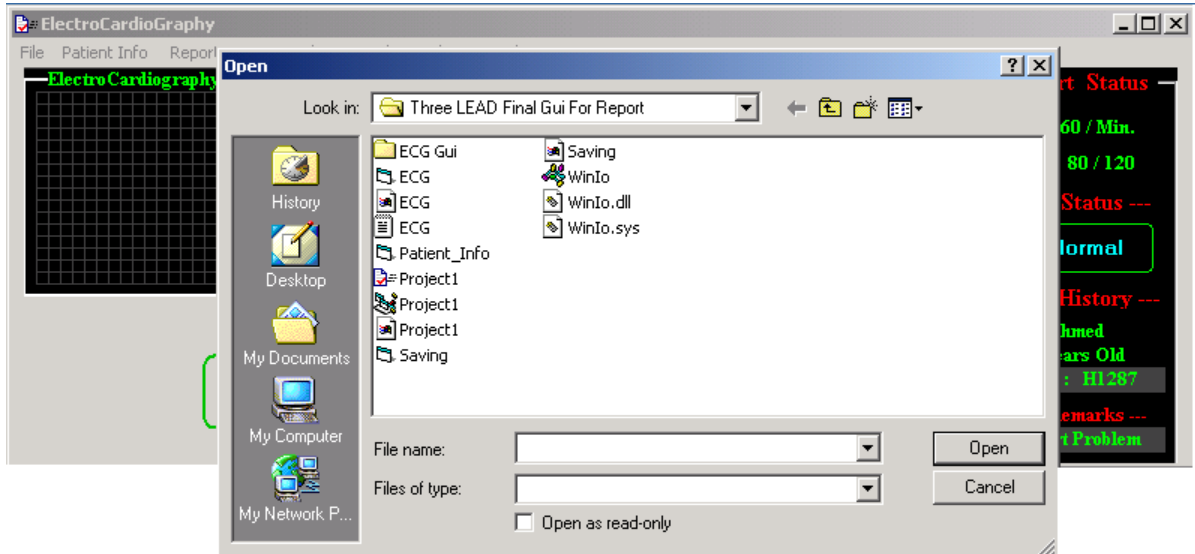 ElectroCardioGraphy
File Patient Info Report
ElectroCardiography
Open
Look in: Three LEAD Final Gui For Report
History
Desktop
My Documents
My Computer
My Network P...
ECG Gui
ECG
ECG
ECG
Patient_Info
Project1
Project1
Project1
Saving
Saving
WinIo
WinIo.dll
WinIo.sys
File name:
Open
Files of type:
Cancel
Open as read-only
rt Status
60 / Min.
80 / 120
Status ---
ormal
History ---
hmed
ears Old
: H1287
emarks ---
t Problem